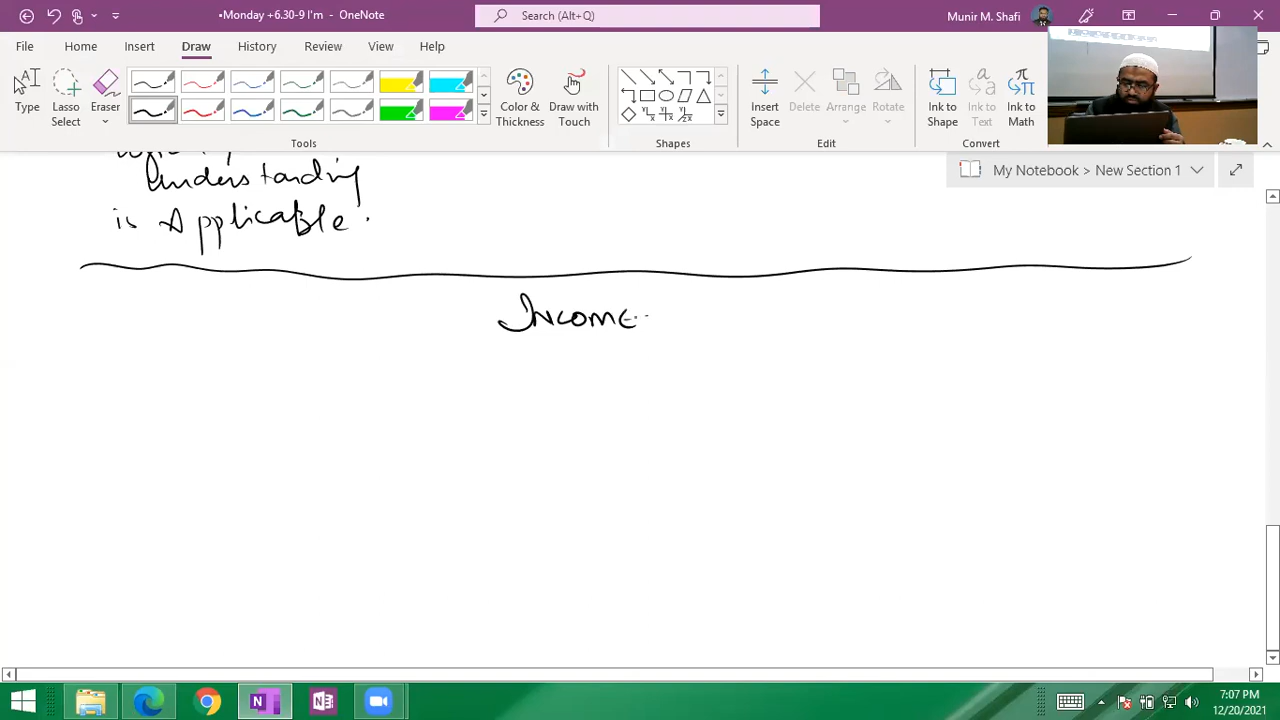 •Monday +6.30-9 I'm - OneNote
Search (Alt+Q)
Munir M. Shafi
File Home Insert Draw History Review View Help
Type
Lasso Select
Eraser
Color & Thickness
Draw with Touch
Insert Space
Delete
Arrange
Rotate
Ink to Shape
Ink to Text
Ink to Math
Tools Shapes Edit Convert
My Notebook > New Section 1
Understanding
is Applicable.
Income
7:07 PM
12/20/2021